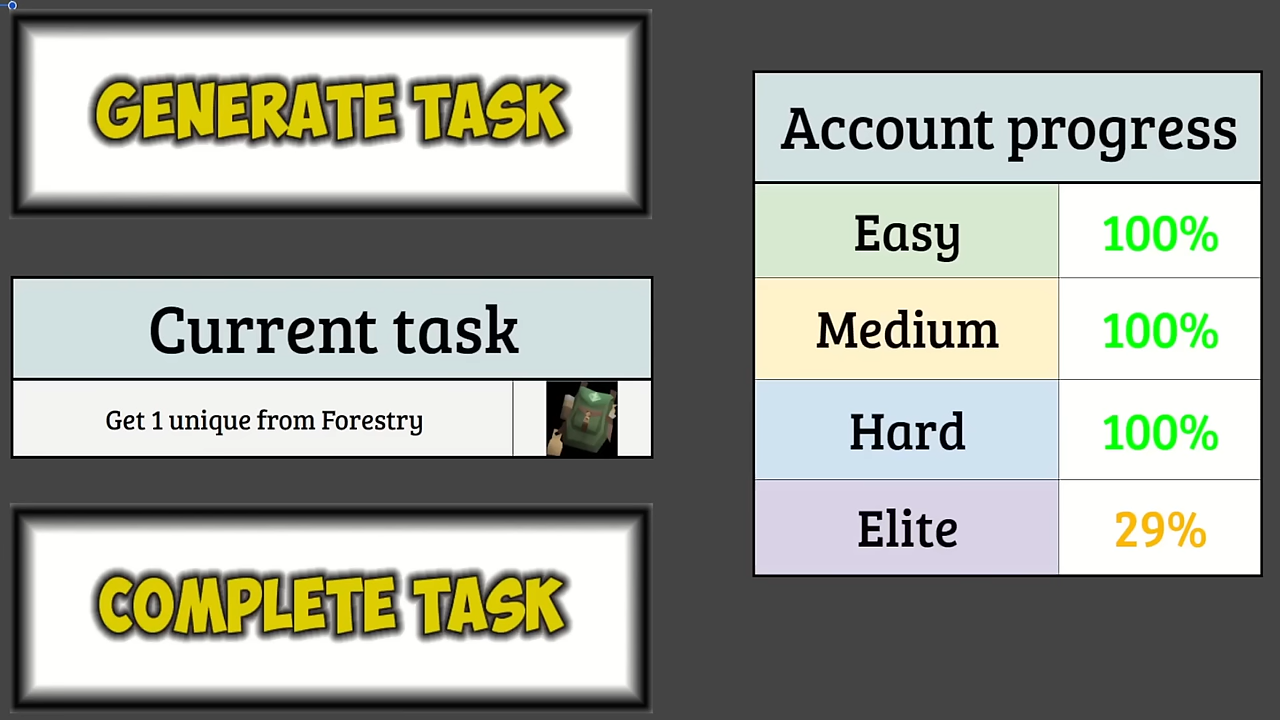 GENERATE TASK
Current task
Get 1 unique from Forestry
COMPLETE TASK
Account progress
Easy 100%
Medium 100%
Hard 100%
Elite 29%